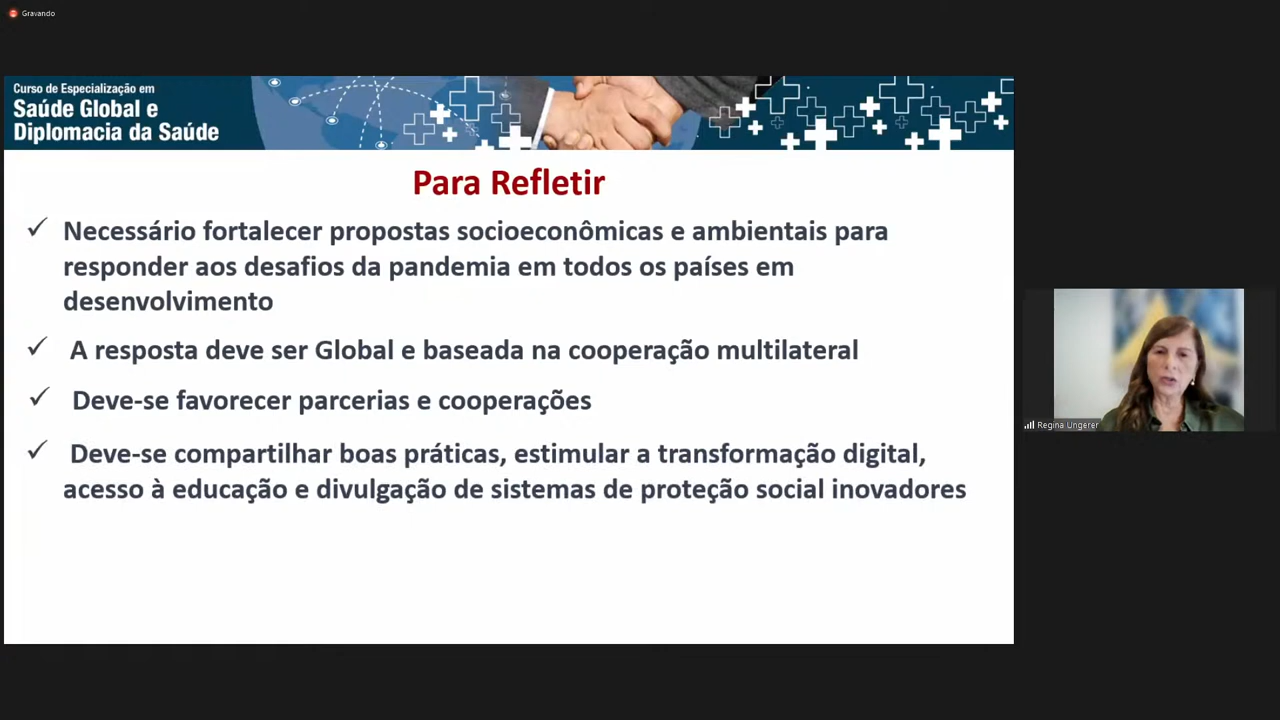 Gravando
Curso de Especialização em
Saúde Global e
Diplomacia da Saúde
Para Refletir
✓ Necessário fortalecer propostas socioeconômicas e ambientais para
responder aos desafios da pandemia em todos os países em
desenvolvimento
✓ A resposta deve ser Global e baseada na cooperação multilateral
✓ Deve-se favorecer parcerias e cooperações
✓ Deve-se compartilhar boas práticas, estimular a transformação digital,
acesso à educação e divulgação de sistemas de proteção social inovadores
Regina Ungerer